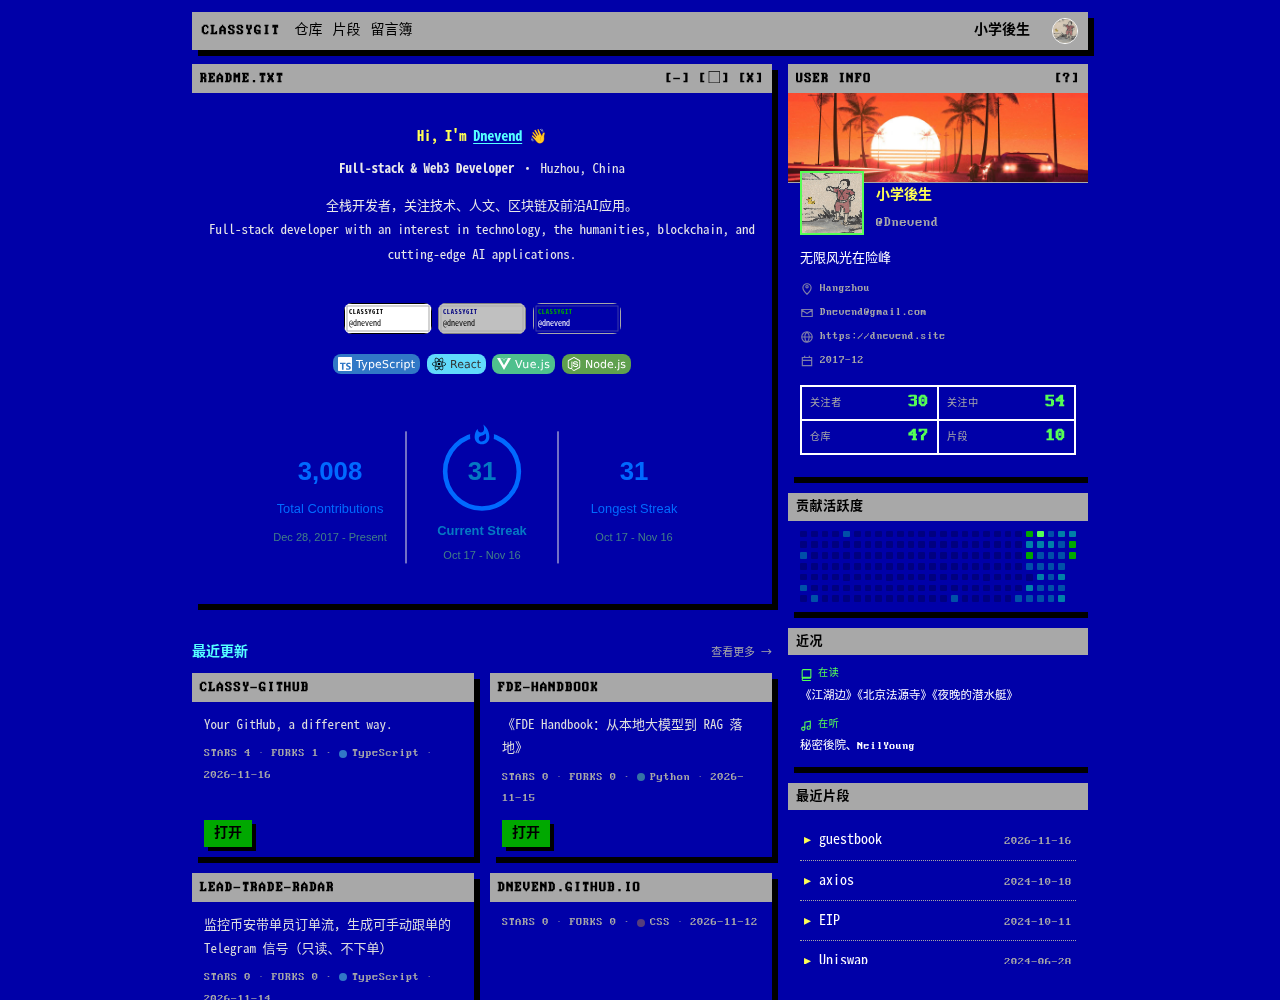 CLASSYGIT 仓库 片段 留言簿 小学後生
README.TXT [-] [□] [X]
Hi, I'm Dnevend 👋
Full-stack & Web3 Developer · Huzhou, China
全栈开发者，关注技术、人文、区块链及前沿AI应用。
Full-stack developer with an interest in technology, the humanities, blockchain, and
cutting-edge AI applications.
CLASSYGIT CLASSYGIT CLASSYGIT
@dnevend @dnevend @dnevend
TS TypeScript React Vue.js Node.js
3,008 31 31
Total Contributions Current Streak Longest Streak
Dec 28, 2017 - Present Oct 17 - Nov 16 Oct 17 - Nov 16
最近更新 查看更多 →
CLASSY-GITHUB
Your GitHub, a different way.
STARS 4 · FORKS 1 · TypeScript ·
2026-11-16
打开
FDE-HANDBOOK
《FDE Handbook：从本地大模型到 RAG 落
地》
STARS 0 · FORKS 0 · Python · 2026-
11-15
打开
LEAD-TRADE-RADAR
监控币安带单员订单流，生成可手动跟单的
Telegram 信号（只读、不下单）
STARS 0 · FORKS 0 · TypeScript ·
2026-11-14
DNEVEND.GITHUB.IO
STARS 0 · FORKS 0 · CSS · 2026-11-12
USER INFO [?]
小学後生
@Dnevend
无限风光在险峰
Hangzhou
Dnevend@gmail.com
https://dnevend.site
2017-12
关注者 30 关注中 54
仓库 47 片段 10
贡献活跃度
近况
在读
《江湖边》《北京法源寺》《夜晚的潜水艇》
在听
秘密後院、NeilYoung
最近片段
▶ guestbook 2026-11-16
▶ axios 2024-10-18
▶ EIP 2024-10-11
▶ Uniswap 2024-06-28